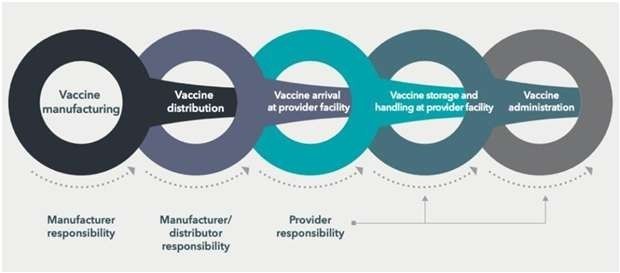 Vaccine
manufacturing
Vaccine
distribution
Vaccine arrival
at provider facility
Vaccine storage and
handling at provider facility
Vaccine
administration
Manufacturer
responsibility
Manufacturer/
distributor
responsibility
Provider
responsibility